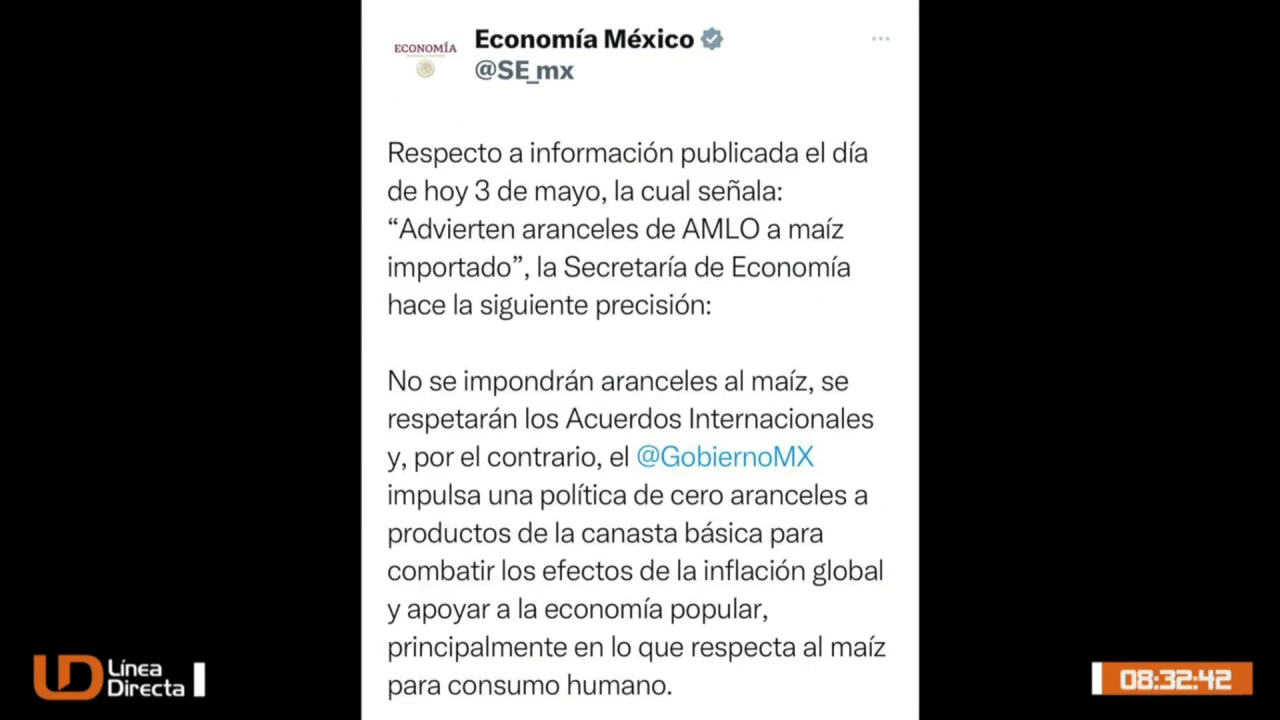 ECONOMÍA
Economía México
@SE_mx
Respecto a información publicada el día
de hoy 3 de mayo, la cual señala:
“Advierten aranceles de AMLO a maíz
importado”, la Secretaría de Economía
hace la siguiente precisión:
No se impondrán aranceles al maíz, se
respetarán los Acuerdos Internacionales
y, por el contrario, el @GobiernoMX
impulsa una política de cero aranceles a
productos de la canasta básica para
combatir los efectos de la inflación global
y apoyar a la economía popular,
principalmente en lo que respecta al maíz
para consumo humano.
LD Línea
Directa
08:32:42